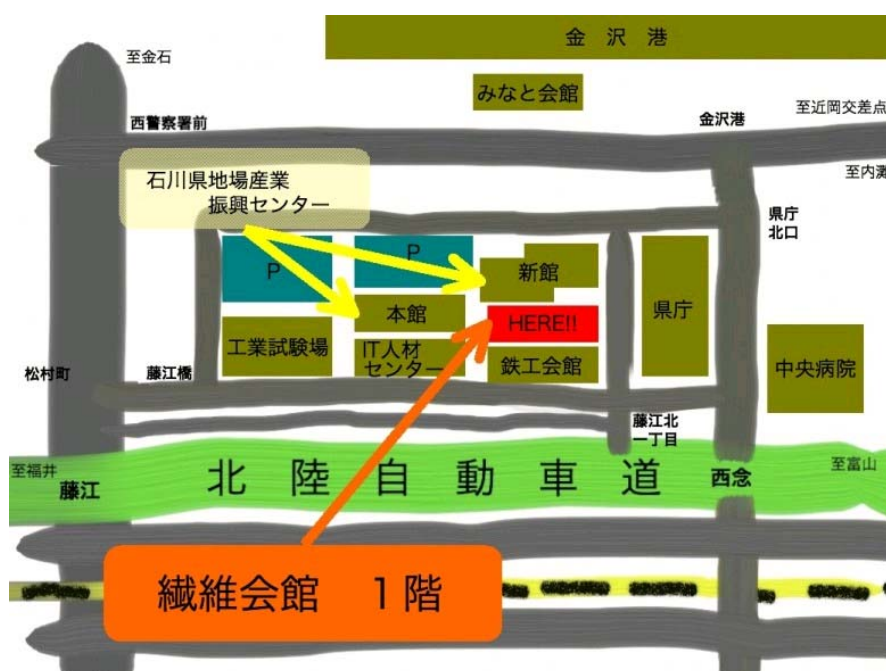 金沢港
至金石
みなと会館
西警察署前
金沢港
至近岡交差点
至内灘
石川県地場産業
振興センター
県庁
北口
P
P
新館
本館
HERE!!
県庁
工業試験場
IT人材
センター
鉄工会館
中央病院
松村町
藤江橋
藤江北
一丁目
至福井
藤江
北陸自動車道
西念
至富山
繊維会館 1階